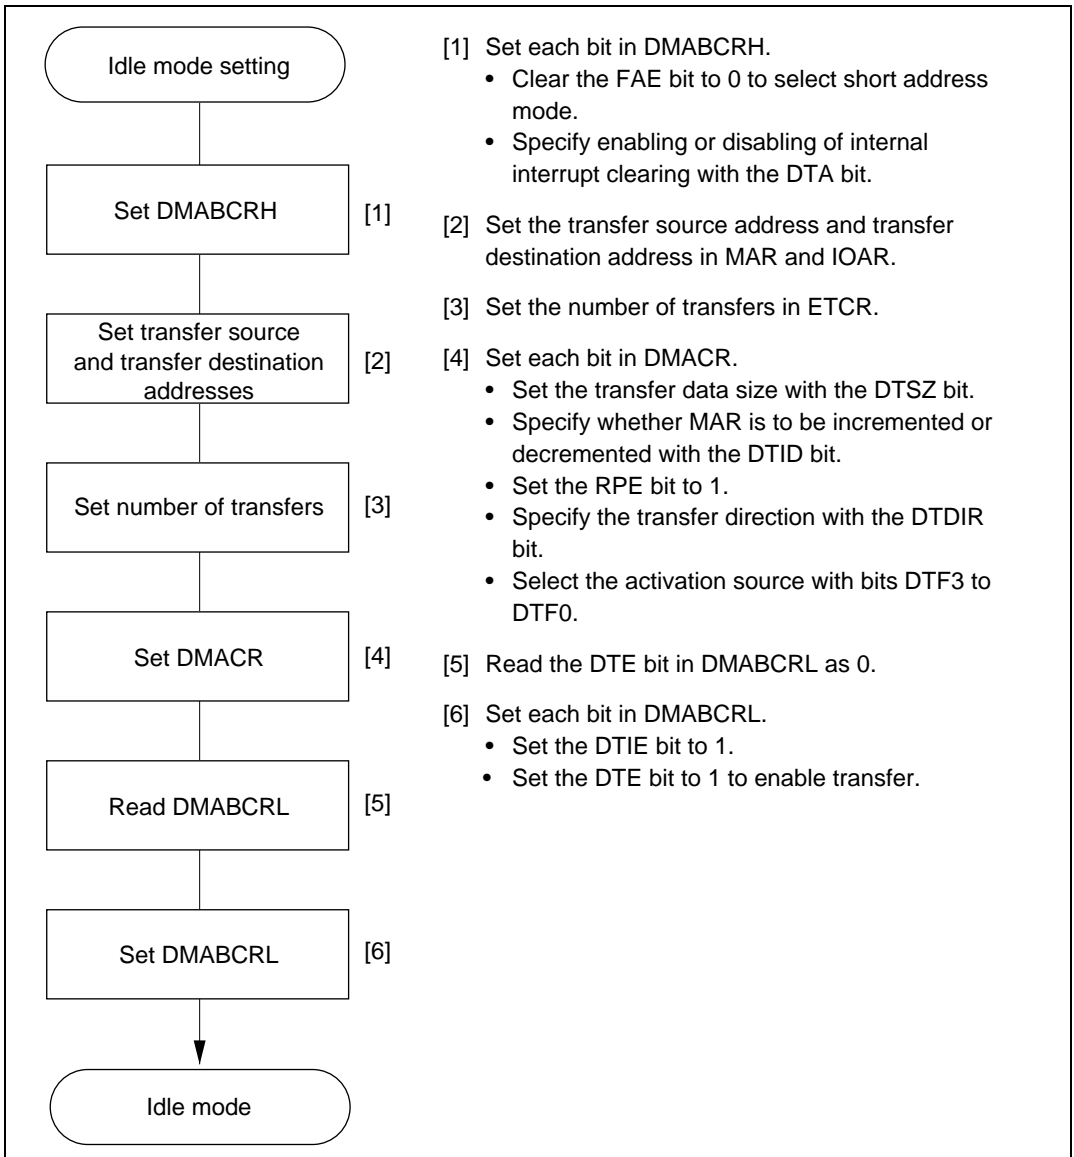 Idle mode setting
Set DMABCRH
[1]
Set transfer source
and transfer destination
addresses
[2]
Set number of transfers
[3]
Set DMACR
[4]
Read DMABCRL
[5]
Set DMABCRL
[6]
Idle mode
[1] Set each bit in DMABCRH.
• Clear the FAE bit to 0 to select short address
mode.
• Specify enabling or disabling of internal
interrupt clearing with the DTA bit.
[2] Set the transfer source address and transfer
destination address in MAR and IOAR.
[3] Set the number of transfers in ETCR.
[4] Set each bit in DMACR.
• Set the transfer data size with the DTSZ bit.
• Specify whether MAR is to be incremented or
decremented with the DTID bit.
• Set the RPE bit to 1.
• Specify the transfer direction with the DTDIR
bit.
• Select the activation source with bits DTF3 to
DTF0.
[5] Read the DTE bit in DMABCRL as 0.
[6] Set each bit in DMABCRL.
• Set the DTIE bit to 1.
• Set the DTE bit to 1 to enable transfer.